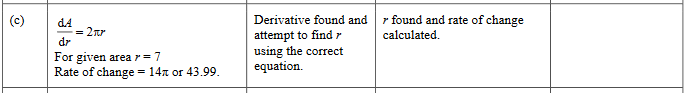 (c)
dA/dr = 2πr
For given area r = 7
Rate of change = 14π or 43.99.
Derivative found and
attempt to find r
using the correct
equation.
r found and rate of change
calculated.